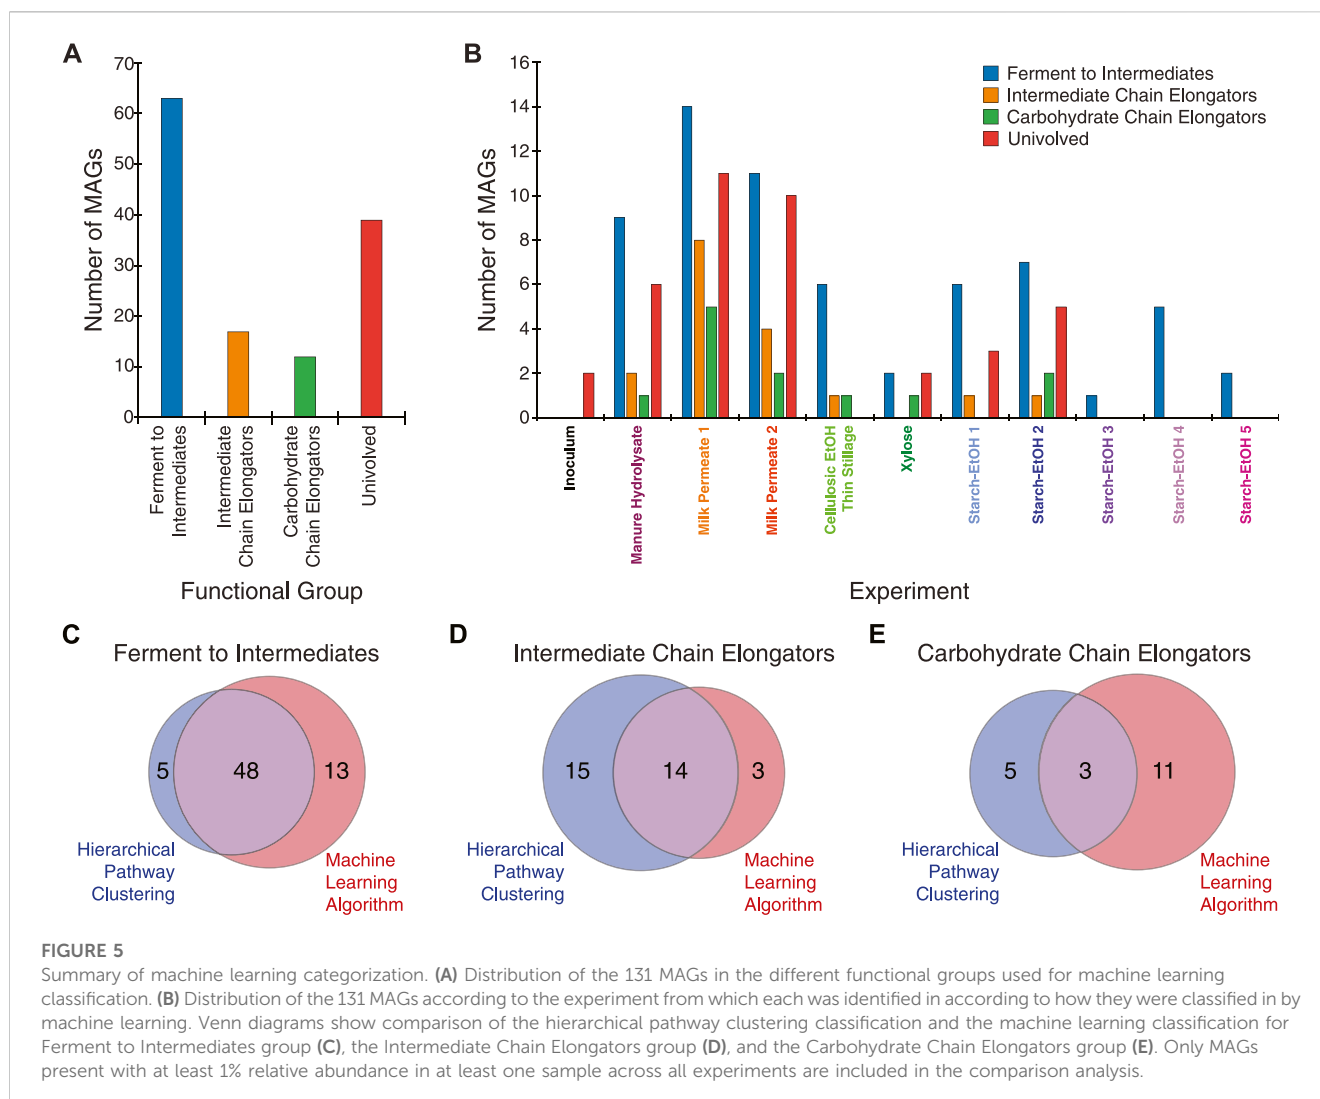 A
Number of MAGs
70
60
50
40
30
20
10
0
Ferment to
Intermediates
Intermediate
Chain Elongators
Carbohydrate
Chain Elongators
Univolved
Functional Group
B
Number of MAGs
16
14
12
10
8
6
4
2
0
Ferment to Intermediates
Intermediate Chain Elongators
Carbohydrate Chain Elongators
Univolved
Inoculum
Manure Hydrolysate
Milk Permeate 1
Milk Permeate 2
Cellulosic EtOH
Thin Stillage
Xylose
Starch-EtOH 1
Starch-EtOH 2
Starch-EtOH 3
Starch-EtOH 4
Starch-EtOH 5
Experiment
C
Ferment to Intermediates
5
48
13
Hierarchical
Pathway
Clustering
Machine
Learning
Algorithm
D
Intermediate Chain Elongators
15
14
3
Hierarchical
Pathway
Clustering
Machine
Learning
Algorithm
E
Carbohydrate Chain Elongators
5
3
11
Hierarchical
Pathway
Clustering
Machine
Learning
Algorithm
FIGURE 5
Summary of machine learning categorization. (A) Distribution of the 131 MAGs in the different functional groups used for machine learning
classification. (B) Distribution of the 131 MAGs according to the experiment from which each was identified in according to how they were classified in by
machine learning. Venn diagrams show comparison of the hierarchical pathway clustering classification and the machine learning classification for
Ferment to Intermediates group (C), the Intermediate Chain Elongators group (D), and the Carbohydrate Chain Elongators group (E). Only MAGs
present with at least 1% relative abundance in at least one sample across all experiments are included in the comparison analysis.